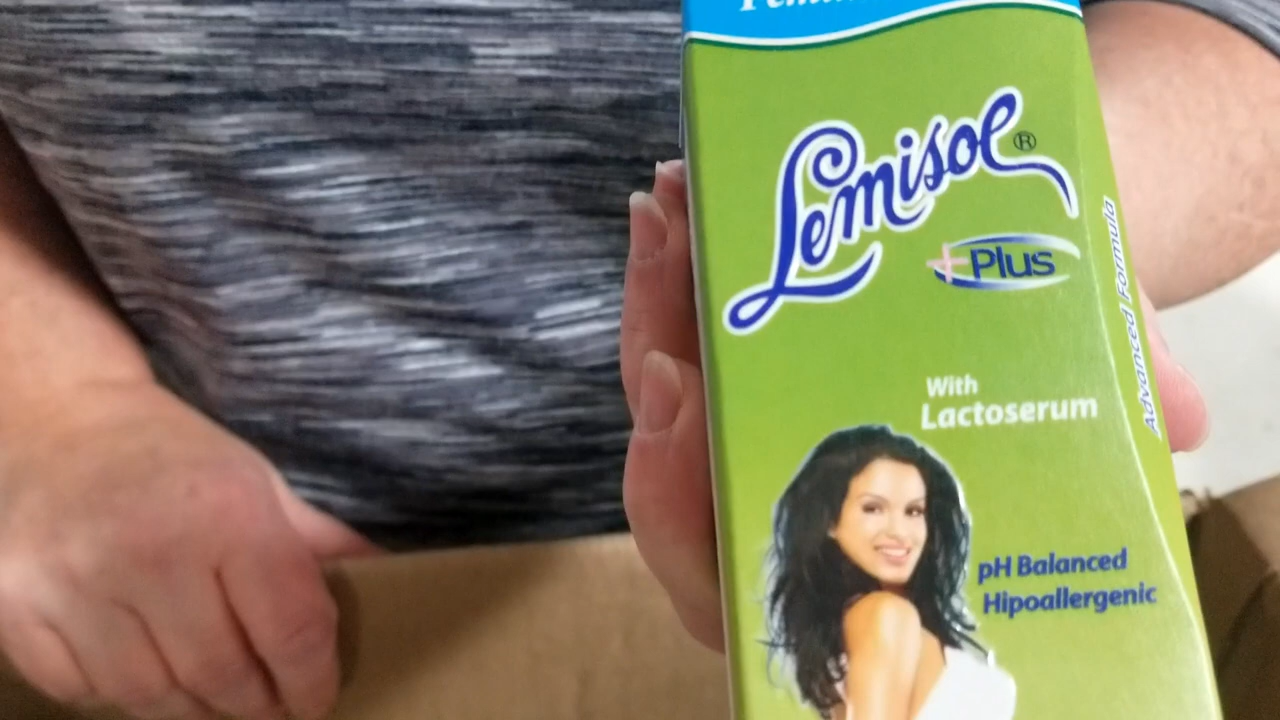 Lemisol®
+Plus
With
Lactoserum
pH Balanced
Hipoallergenic
Advanced Formula